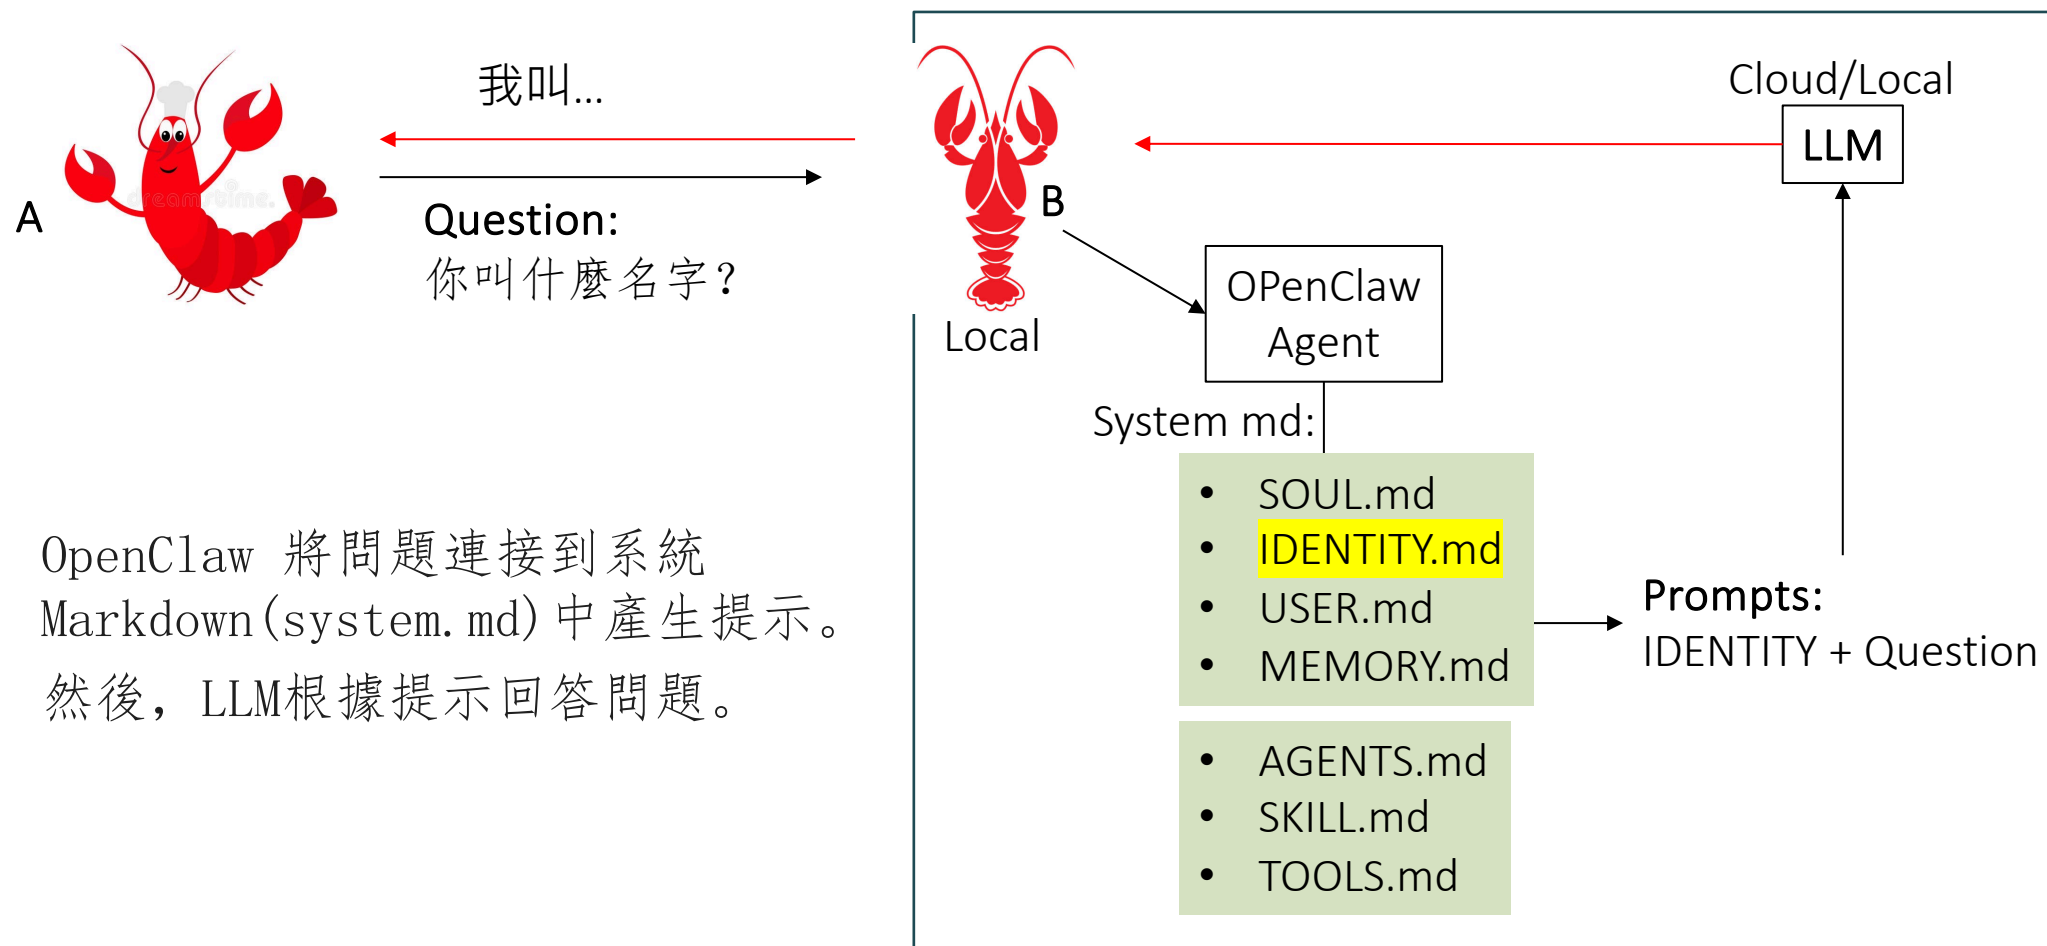 我叫...
A
Question:
你叫什麼名字?
dreamstime.
B
Local
Cloud/Local
LLM
OPenClaw
Agent
System md:
• SOUL.md
• IDENTITY.md
• USER.md
• MEMORY.md
• AGENTS.md
• SKILL.md
• TOOLS.md
Prompts:
IDENTITY + Question
OpenClaw 將問題連接到系統
Markdown(system.md)中產生提示。
然後，LLM根據提示回答問題。